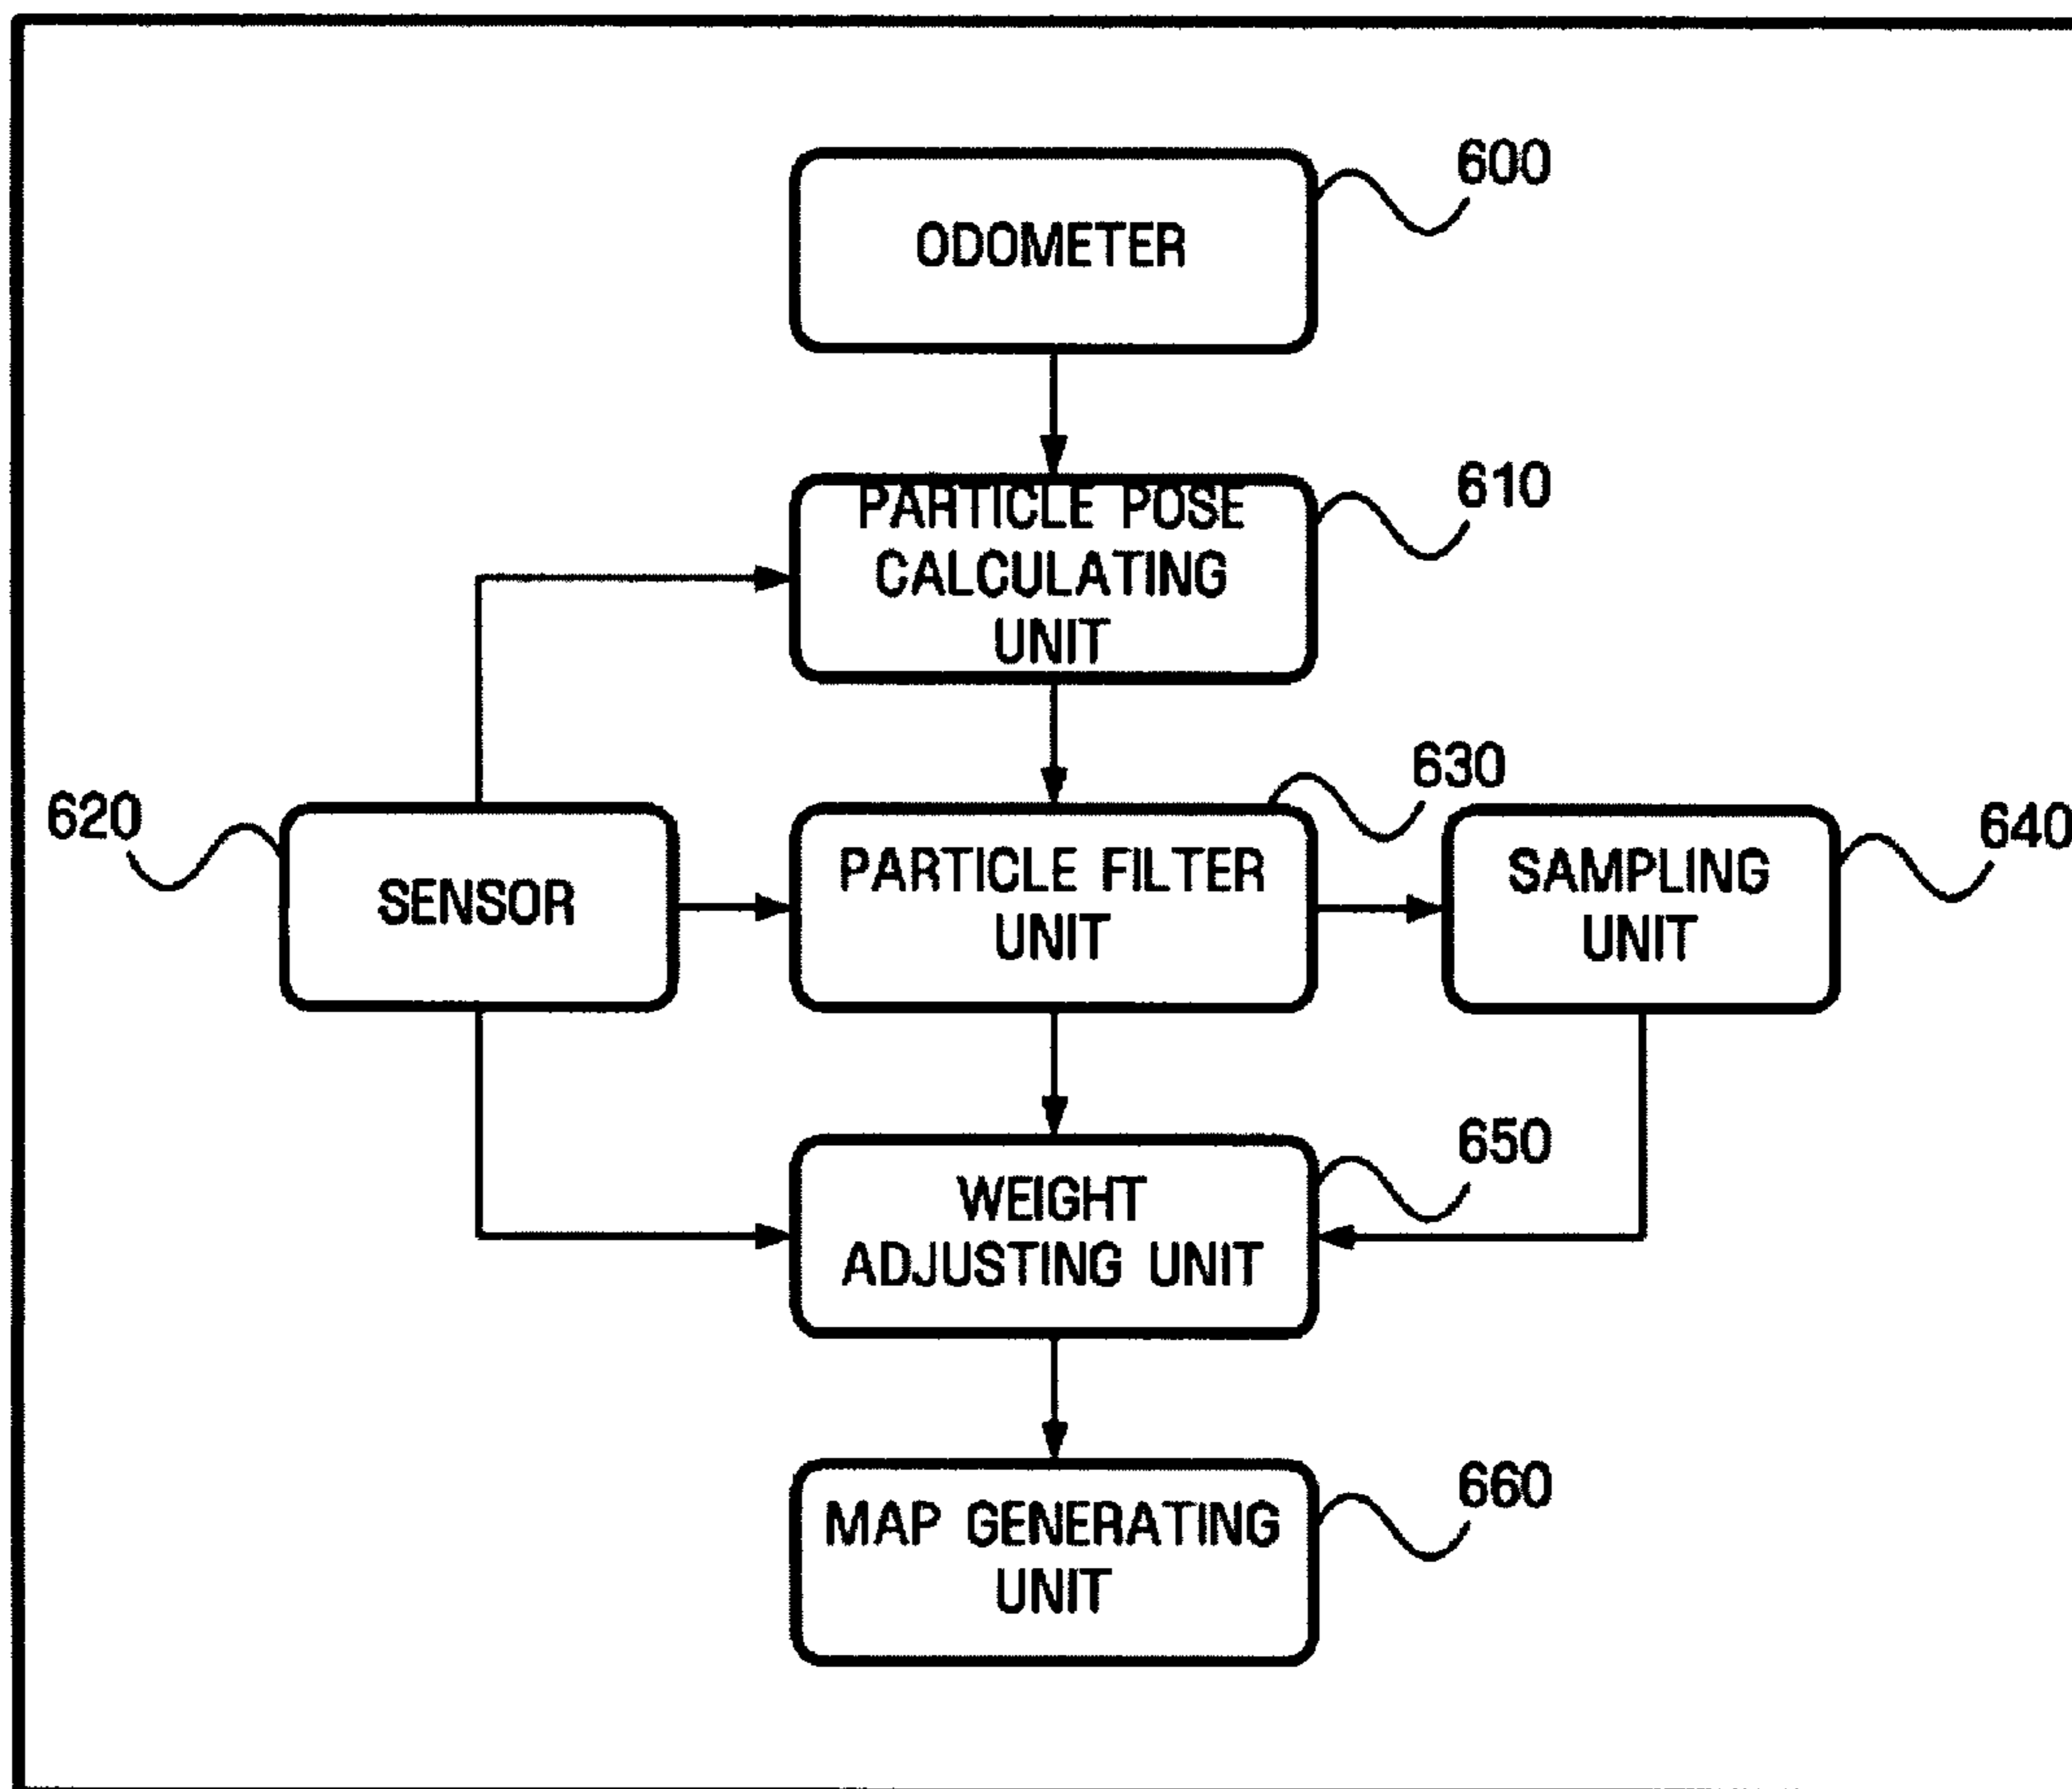 600
ODOMETER
610
PARTICLE POSE
CALCULATING
UNIT
630
620
640
SENSOR
PARTICLE FILTER
UNIT
SAMPLING
UNIT
650
WEIGHT
ADJUSTING UNIT
660
MAP GENERATING
UNIT